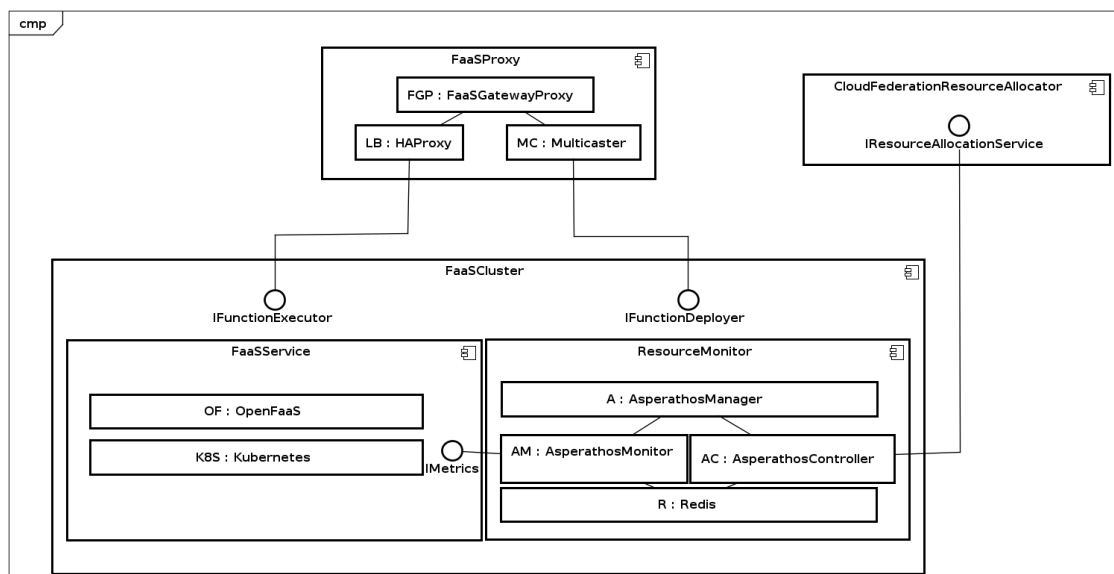 cmp
FaaSProxy
FGP : FaaSGatewayProxy
LB : HAProxy
MC : Multicaster
CloudFederationResourceAllocator
IResourceAllocationService
FaaSCluster
IFunctionExecutor
IFunctionDeployer
FaaSService
OF : OpenFaaS
K8S : Kubernetes
IMetrics
ResourceMonitor
A : AsperathosManager
AM : AsperathosMonitor
AC : AsperathosController
R : Redis